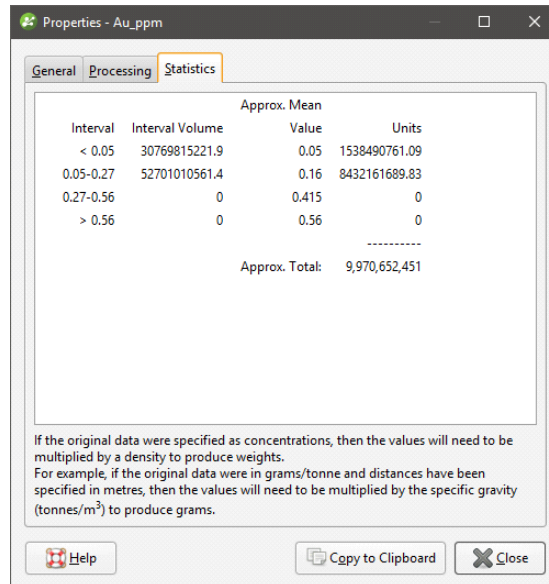 Properties - Au_ppm
General Processing Statistics
Approx. Mean
Interval Interval Volume Value Units
< 0.05 30769815221.9 0.05 1538490761.09
0.05-0.27 52701010561.4 0.16 8432161689.83
0.27-0.56 0 0.415 0
> 0.56 0 0.56 0
----------
Approx. Total: 9,970,652,451
If the original data were specified as concentrations, then the values will need to be
multiplied by a density to produce weights.
For example, if the original data were in grams/tonne and distances have been
specified in metres, then the values will need to be multiplied by the specific gravity
(tonnes/m³) to produce grams.
Help Copy to Clipboard Close